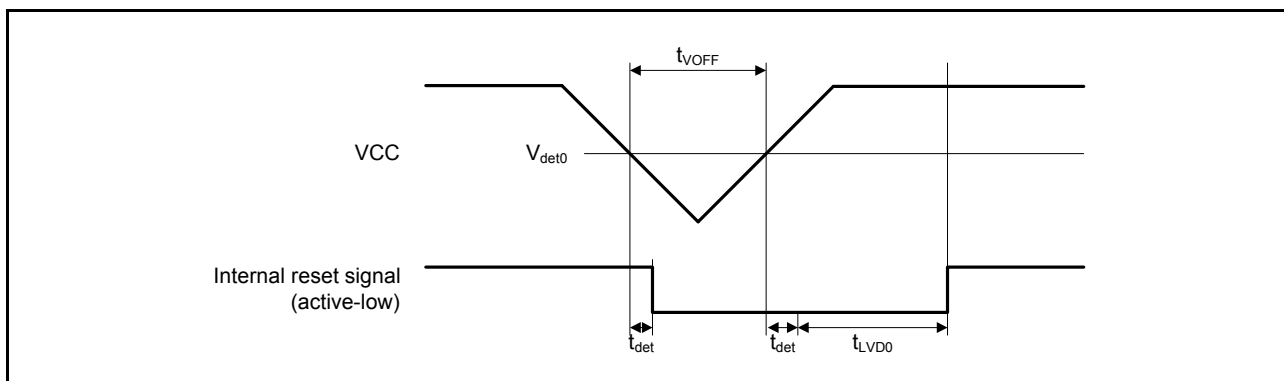 tVOFF
VCC
Vdet0
Internal reset signal
(active-low)
tdet
tdet
tLVD0